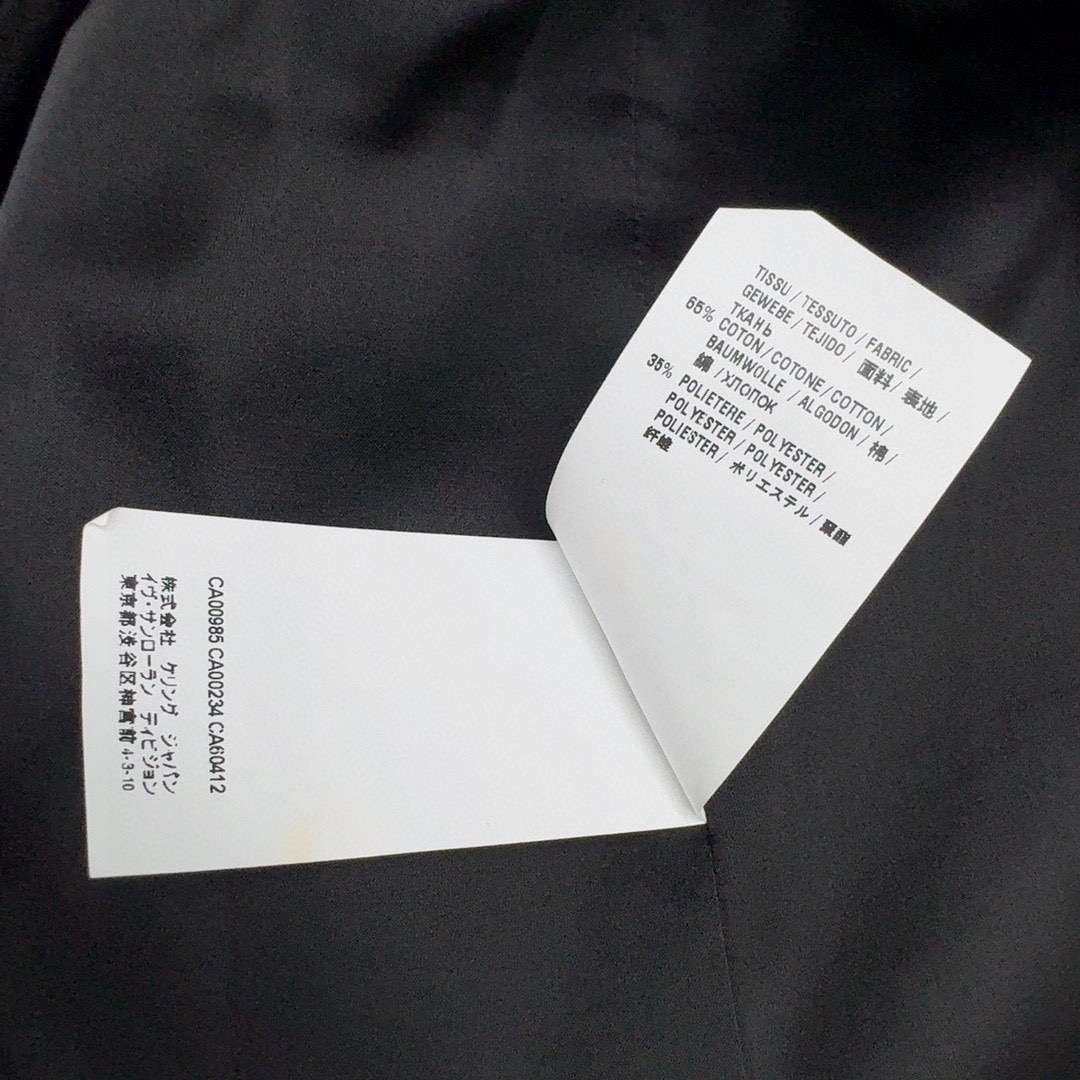 TISSU/TESSUTO/FABRIC/
GEWEBE/TEJIDO/面料/表地/
ТКАНЬ
65% COTON/COTONE/COTTON/
BAUMWOLLE/ALGODON/棉/
綿/ХЛОПОК
35% POLIETERE/POLYESTER/
POLYESTER/POLYESTER/
POLIESTER/ポリエステル/聚酯
纤维
CA00985 CA00234 CA60412
株式会社 ケリング ジャパン
イヴ・サンローラン ディビジョン
東京都渋谷区神宮前4-3-10